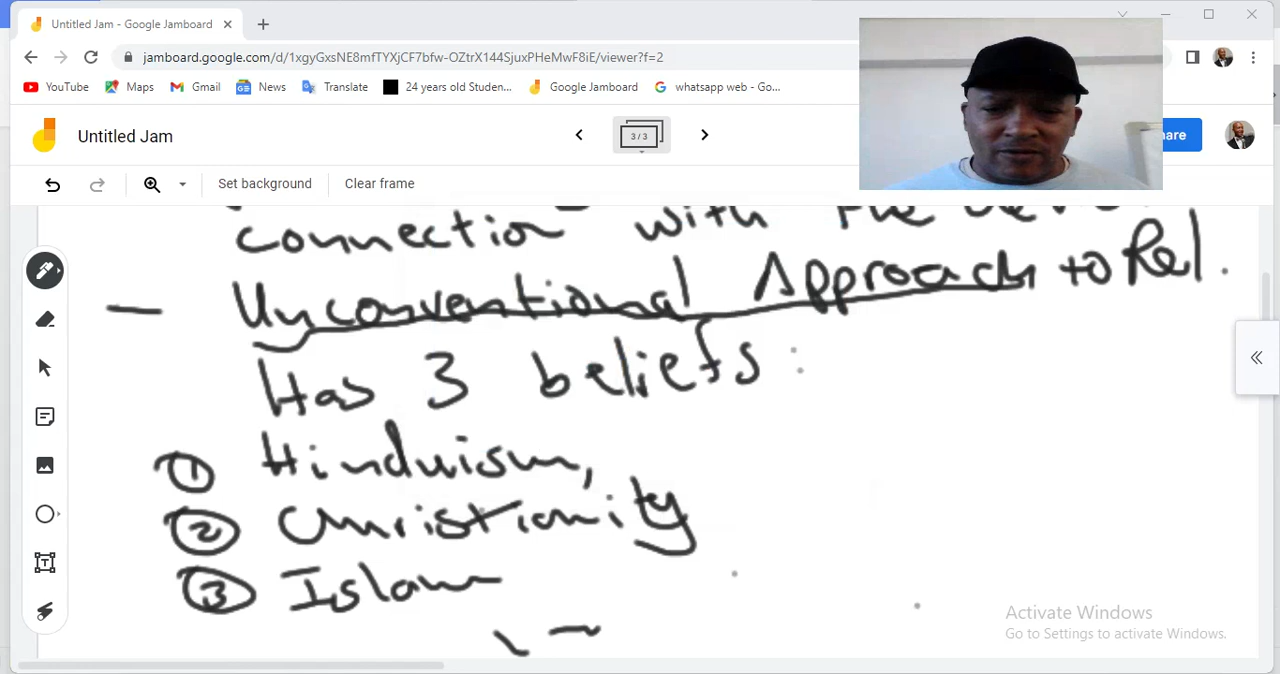 Untitled Jam - Google Jamboard
jamboard.google.com/d/1xgyGxsNE8mfTYXjCF7bfw-OZtrX144SjuxPHeMwF8iE/viewer?f=2
YouTube Maps Gmail News Translate 24 years old Studen... Google Jamboard whatsapp web - Go...
Untitled Jam
3/3
are
Set background Clear frame
connection with the
- Unconventional Approach to Rel.
Has 3 beliefs:
1 Hinduism,
2 Christianity
3 Islam
Activate Windows
Go to Settings to activate Windows.